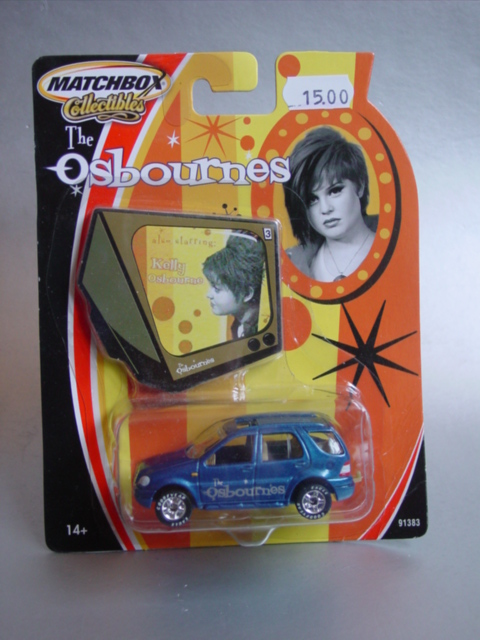 MATCHBOX
Collectibles
15.00
The
Osbournes
3
also starring:
Kelly
osbourne
The
Osbournes
The
Osbournes
14+
91383